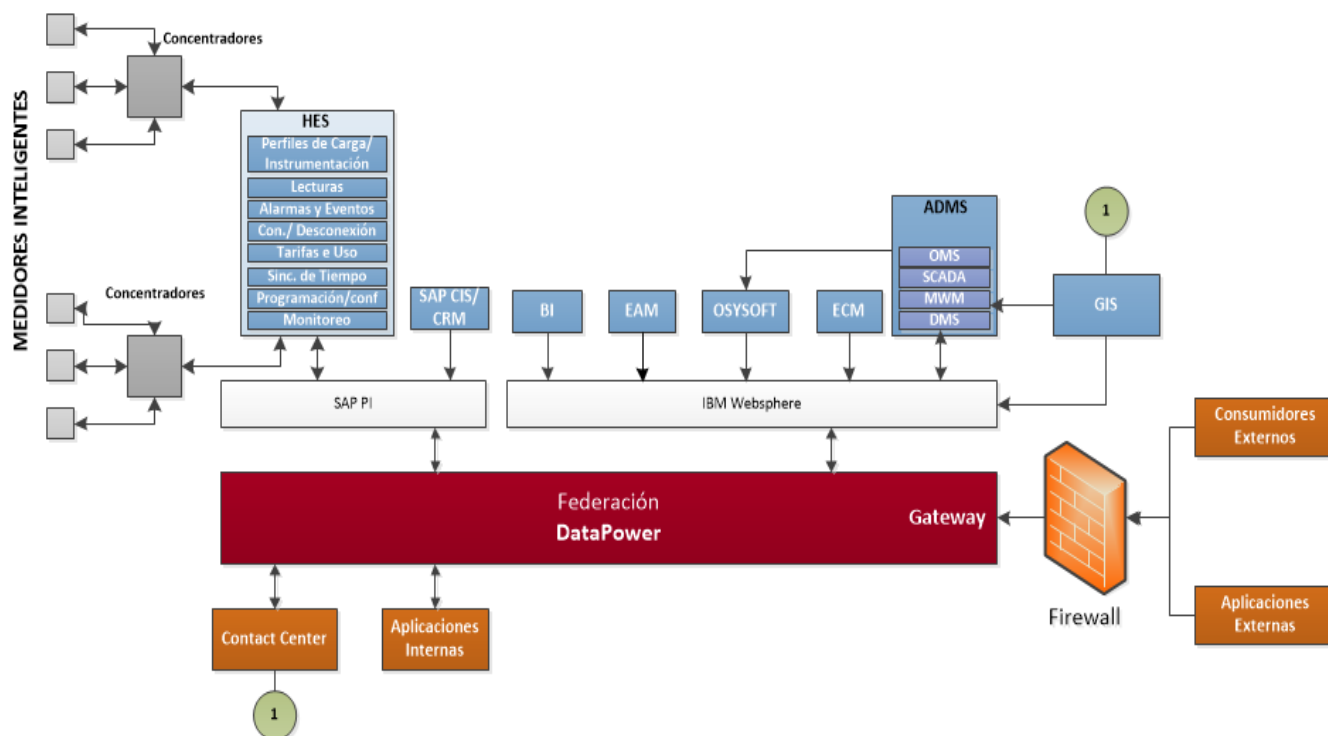 MEDIDORES INTELIGENTES
Concentradores
HES
Perfiles de Carga/
Instrumentación
Lecturas
Alarmas y Eventos
Con./ Desconexión
Tarifas e Uso
Sinc. de Tiempo
Programación/conf
Monitoreo
Concentradores
SAP CIS/
CRM
BI
EAM
OSYSOFT
ECM
ADMS
OMS
SCADA
MWM
DMS
1
GIS
SAP PI
IBM Websphere
Consumidores
Externos
Federación
DataPower
Gateway
Firewall
Aplicaciones
Externas
Contact Center
Aplicaciones
Internas
1